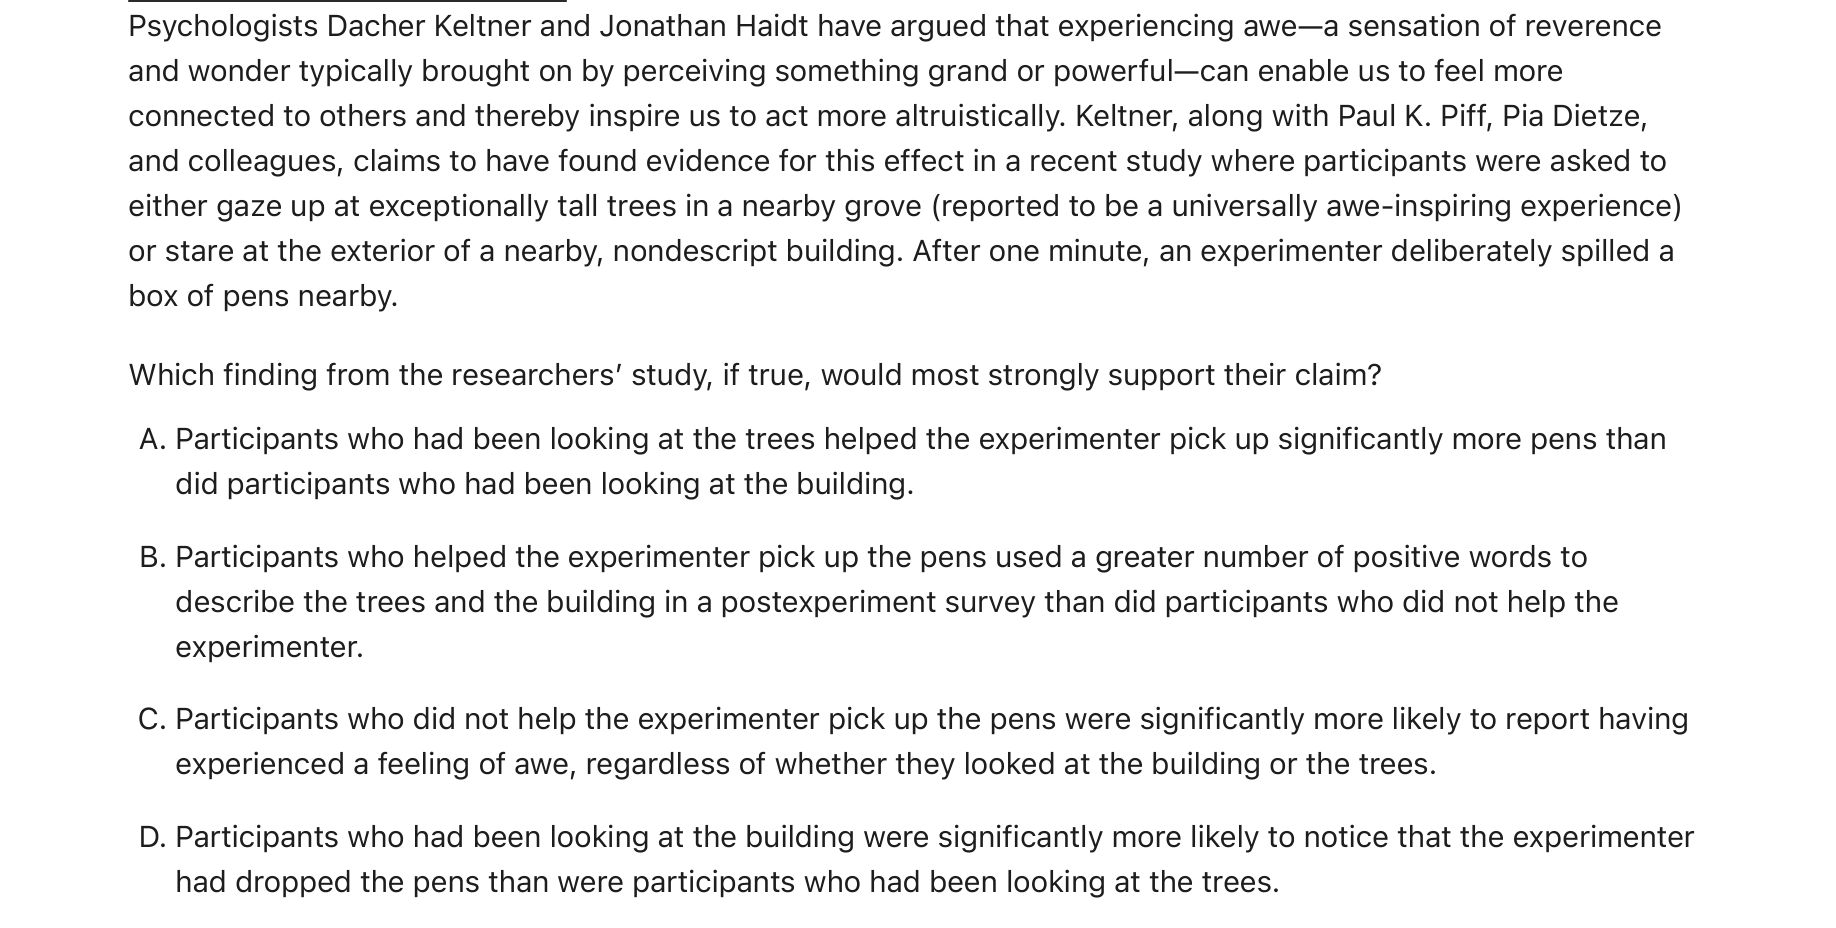 Psychologists Dacher Keltner and Jonathan Haidt have argued that experiencing awe—a sensation of reverence
and wonder typically brought on by perceiving something grand or powerful—can enable us to feel more
connected to others and thereby inspire us to act more altruistically. Keltner, along with Paul K. Piff, Pia Dietze,
and colleagues, claims to have found evidence for this effect in a recent study where participants were asked to
either gaze up at exceptionally tall trees in a nearby grove (reported to be a universally awe-inspiring experience)
or stare at the exterior of a nearby, nondescript building. After one minute, an experimenter deliberately spilled a
box of pens nearby.
Which finding from the researchers’ study, if true, would most strongly support their claim?
A. Participants who had been looking at the trees helped the experimenter pick up significantly more pens than
did participants who had been looking at the building.
B. Participants who helped the experimenter pick up the pens used a greater number of positive words to
describe the trees and the building in a postexperiment survey than did participants who did not help the
experimenter.
C. Participants who did not help the experimenter pick up the pens were significantly more likely to report having
experienced a feeling of awe, regardless of whether they looked at the building or the trees.
D. Participants who had been looking at the building were significantly more likely to notice that the experimenter
had dropped the pens than were participants who had been looking at the trees.